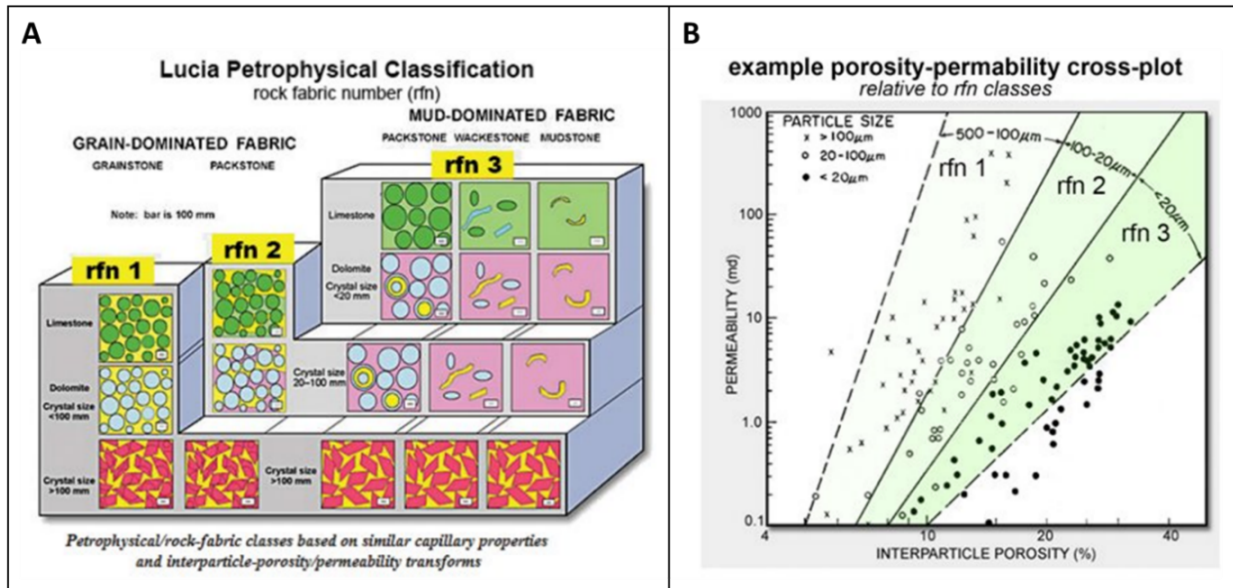 A
Lucia Petrophysical Classification
rock fabric number (rfn)
MUD-DOMINATED FABRIC
PACKSTONE WACKESTONE MUDSTONE
GRAIN-DOMINATED FABRIC
GRAINSTONE PACKSTONE
rfn 3
Note: bar is 100 mm
Limestone
rfn 1
rfn 2
Dolomite
Crystal size
<20 mm
Limestone
Dolomite
Crystal size
<100 mm
Crystal size
20–100 mm
Crystal size
>100 mm
Crystal size
>100 mm
Petrophysical/rock-fabric classes based on similar capillary properties
and interparticle-porosity/permeability transforms
B
example porosity-permability cross-plot
relative to rfn classes
1000
100
10
1.0
0.1
PERMEABILITY (md)
PARTICLE SIZE
x >100µm
○ 20-100µm
● <20µm
500-100µm
100-20µm
<20µm
rfn 1
rfn 2
rfn 3
4 10 20 40
INTERPARTICLE POROSITY (%)